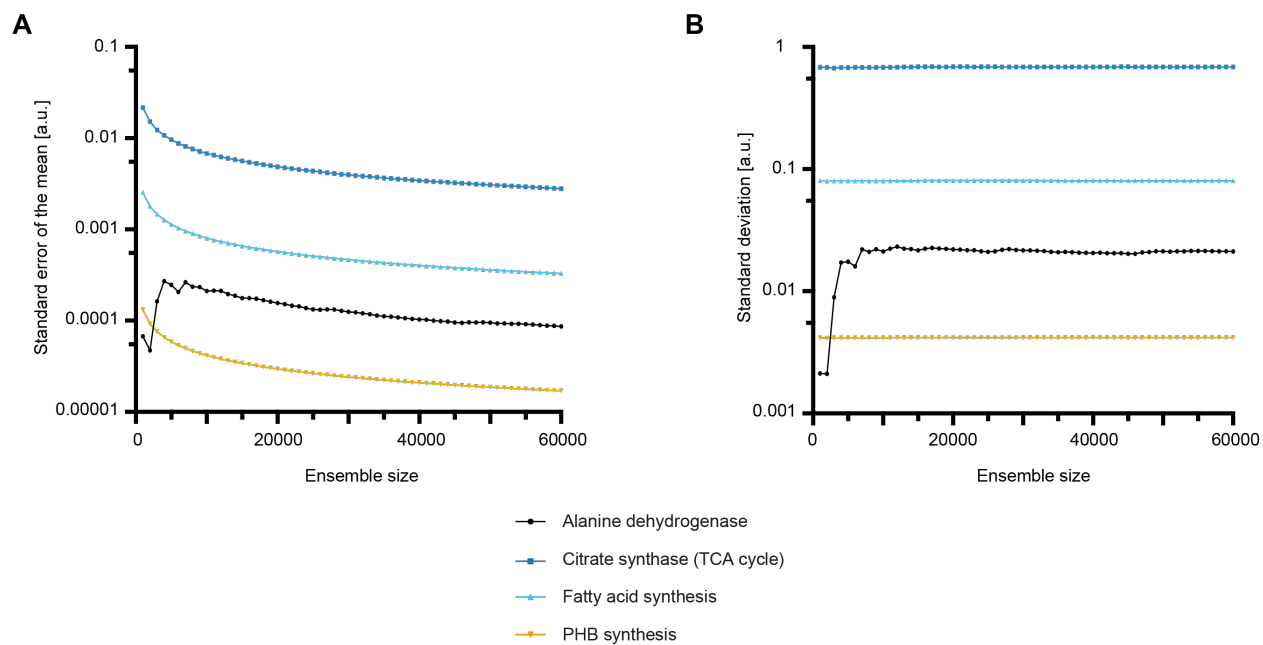 A
Standard error of the mean [a.u.]
0.1
0.01
0.001
0.0001
0.00001
0
20000
40000
60000
Ensemble size
B
Standard deviation [a.u.]
1
0.1
0.01
0.001
0
20000
40000
60000
Ensemble size
Alanine dehydrogenase
Citrate synthase (TCA cycle)
Fatty acid synthesis
PHB synthesis